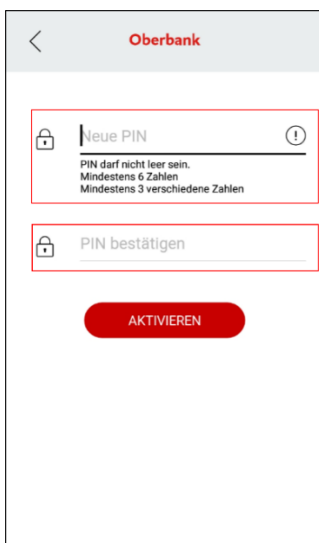 Oberbank
Neue PIN
PIN darf nicht leer sein.
Mindestens 6 Zahlen
Mindestens 3 verschiedene Zahlen
PIN bestätigen
AKTIVIEREN